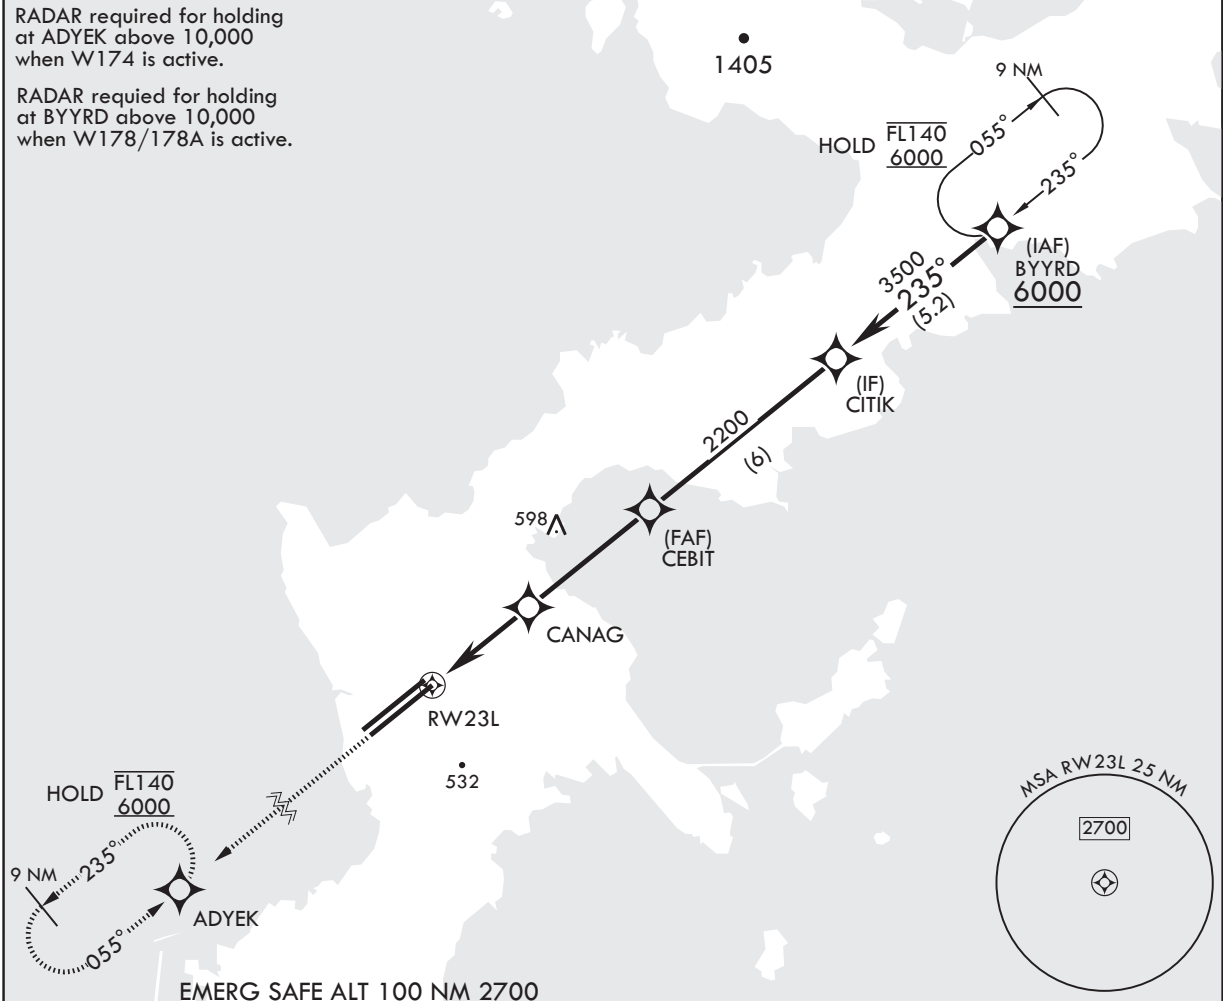 RADAR required for holding
at ADYEK above 10,000
when W174 is active.
RADAR requied for holding
at BYYRD above 10,000
when W178/178A is active.
1405
9 NM
HOLD FL140
6000
055°
235°
(IAF)
BYYRD
6000
3500
235°
(5.2)
(IF)
CITIK
2200
(6)
598
(FAF)
CEBIT
CANAG
RW23L
532
HOLD FL140
6000
235°
9 NM
055°
ADYEK
MSA RW23L 25 NM
2700
EMERG SAFE ALT 100 NM 2700